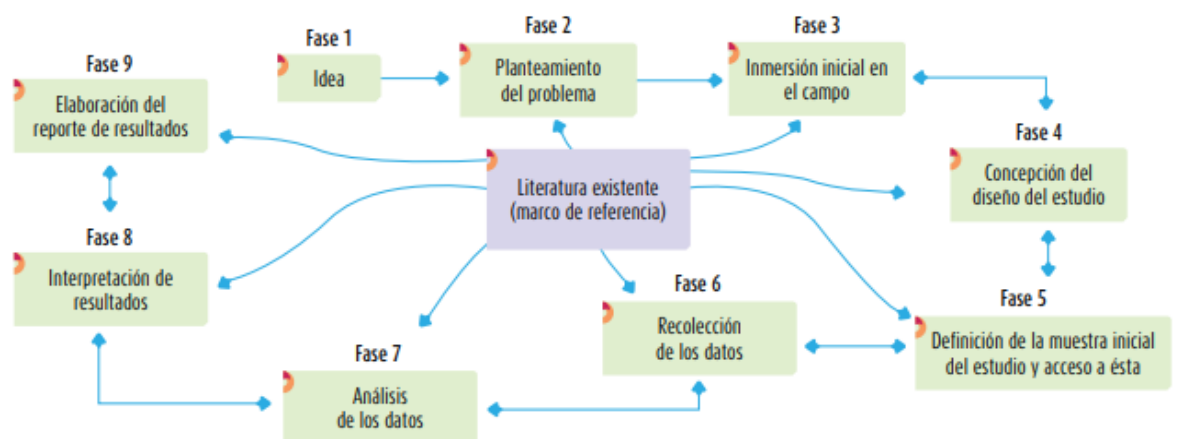 Fase 1
Idea
Fase 2
Planteamiento
del problema
Fase 3
Inmersión inicial en
el campo
Fase 4
Concepción del
diseño del estudio
Fase 5
Definición de la muestra inicial
del estudio y acceso a ésta
Fase 6
Recolección
de los datos
Fase 7
Análisis
de los datos
Fase 8
Interpretación de
resultados
Fase 9
Elaboración del
reporte de resultados
Literatura existente
(marco de referencia)